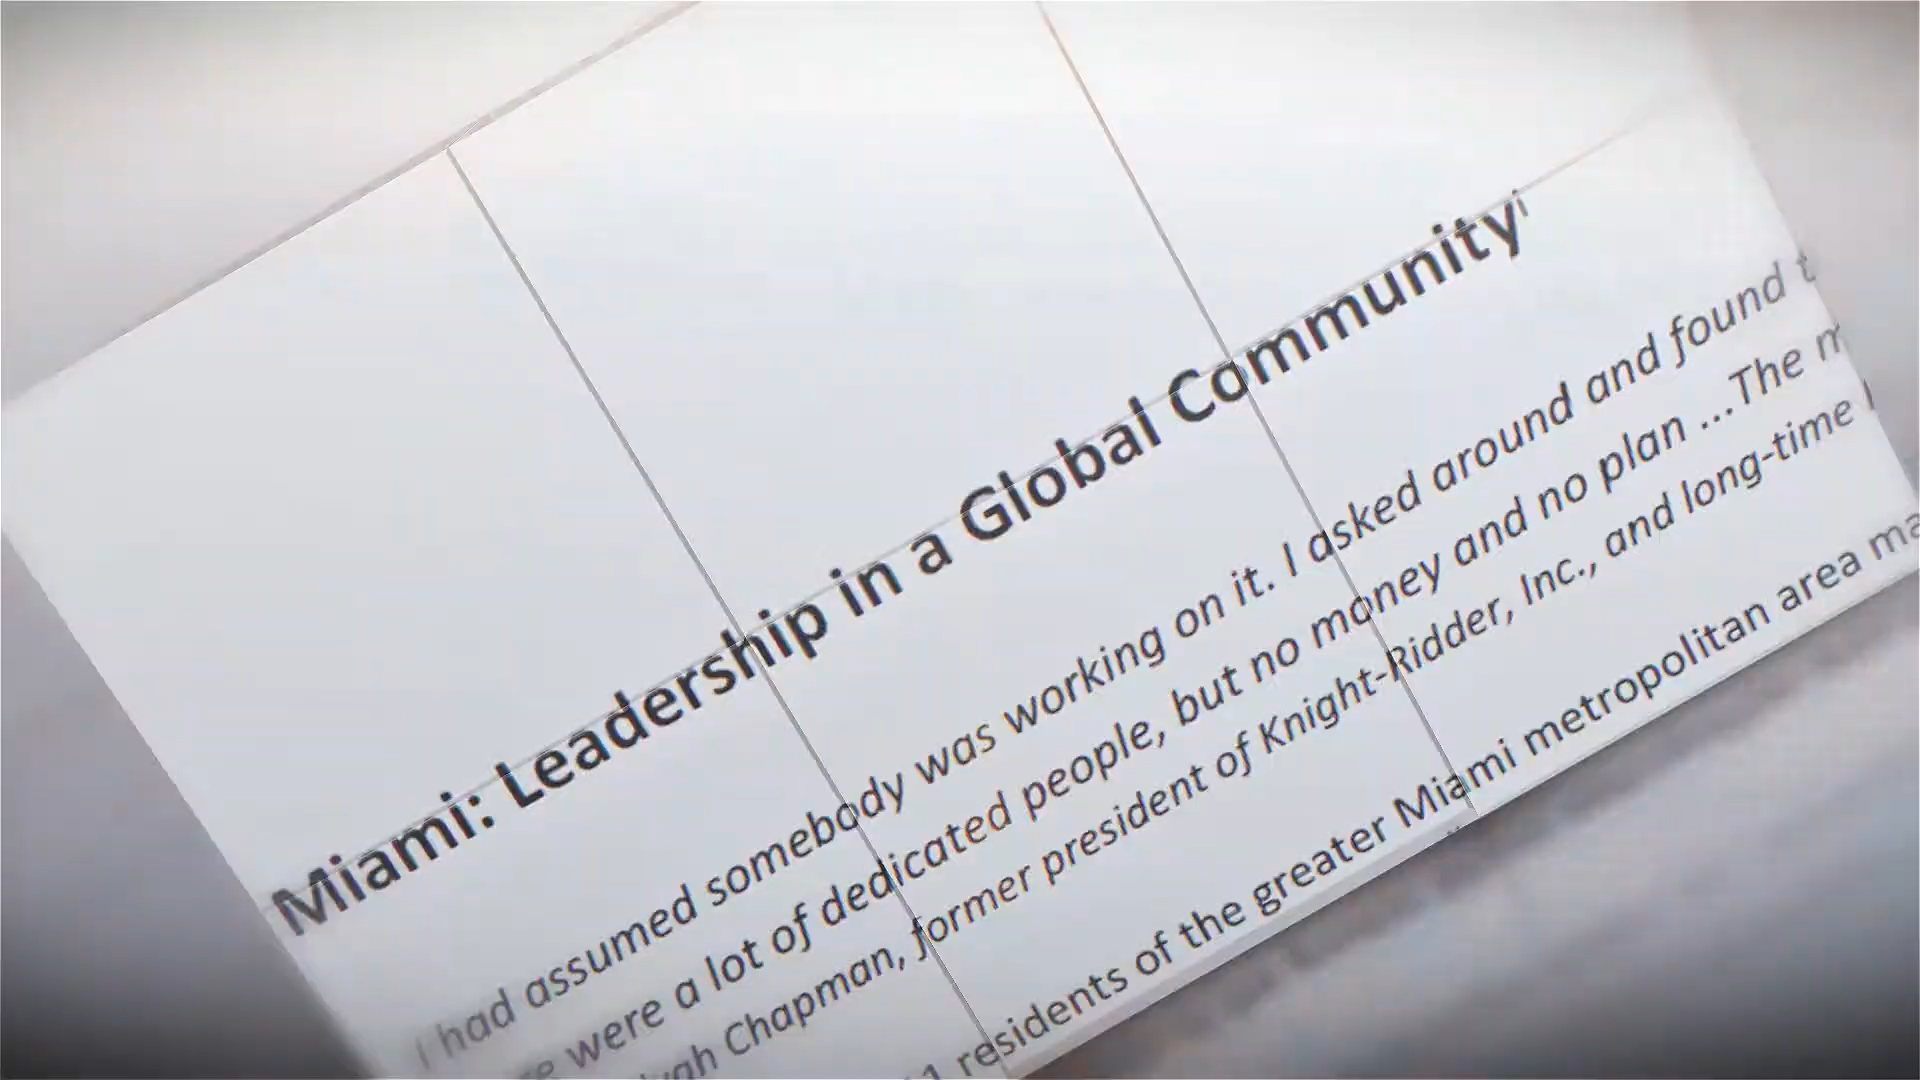 Miami: Leadership in a Global Community
I had assumed somebody was working on it. I asked around and found
were a lot of dedicated people, but no money and no plan ...The
Chapman, former president of Knight-Ridder, Inc., and long-time
residents of the greater Miami metropolitan area